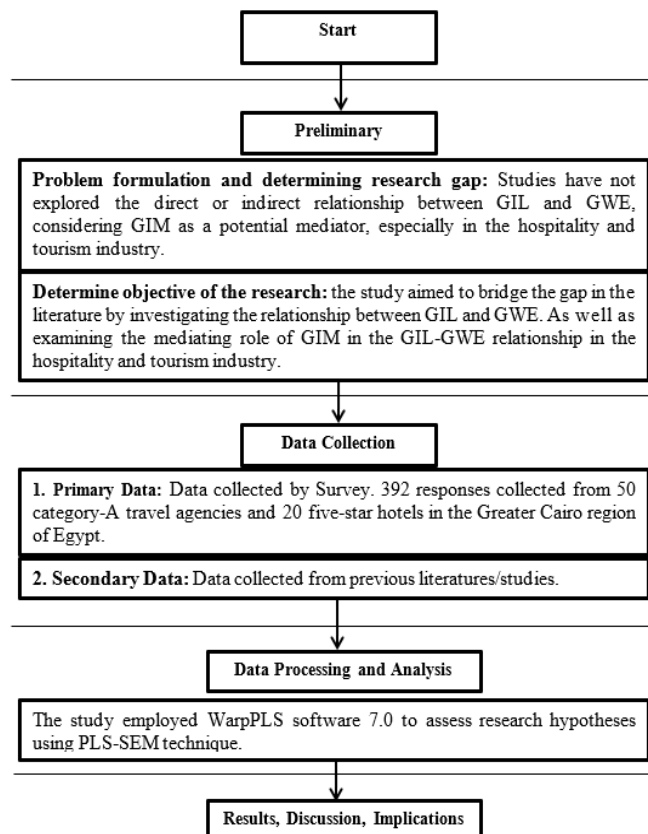 Start
Preliminary
Problem formulation and determining research gap: Studies have not
explored the direct or indirect relationship between GIL and GWE,
considering GIM as a potential mediator, especially in the hospitality and
tourism industry.
Determine objective of the research: the study aimed to bridge the gap in the
literature by investigating the relationship between GIL and GWE. As well as
examining the mediating role of GIM in the GIL-GWE relationship in the
hospitality and tourism industry.
Data Collection
1. Primary Data: Data collected by Survey. 392 responses collected from 50
category-A travel agencies and 20 five-star hotels in the Greater Cairo region
of Egypt.
2. Secondary Data: Data collected from previous literatures/studies.
Data Processing and Analysis
The study employed WarpPLS software 7.0 to assess research hypotheses
using PLS-SEM technique.
Results, Discussion, Implications